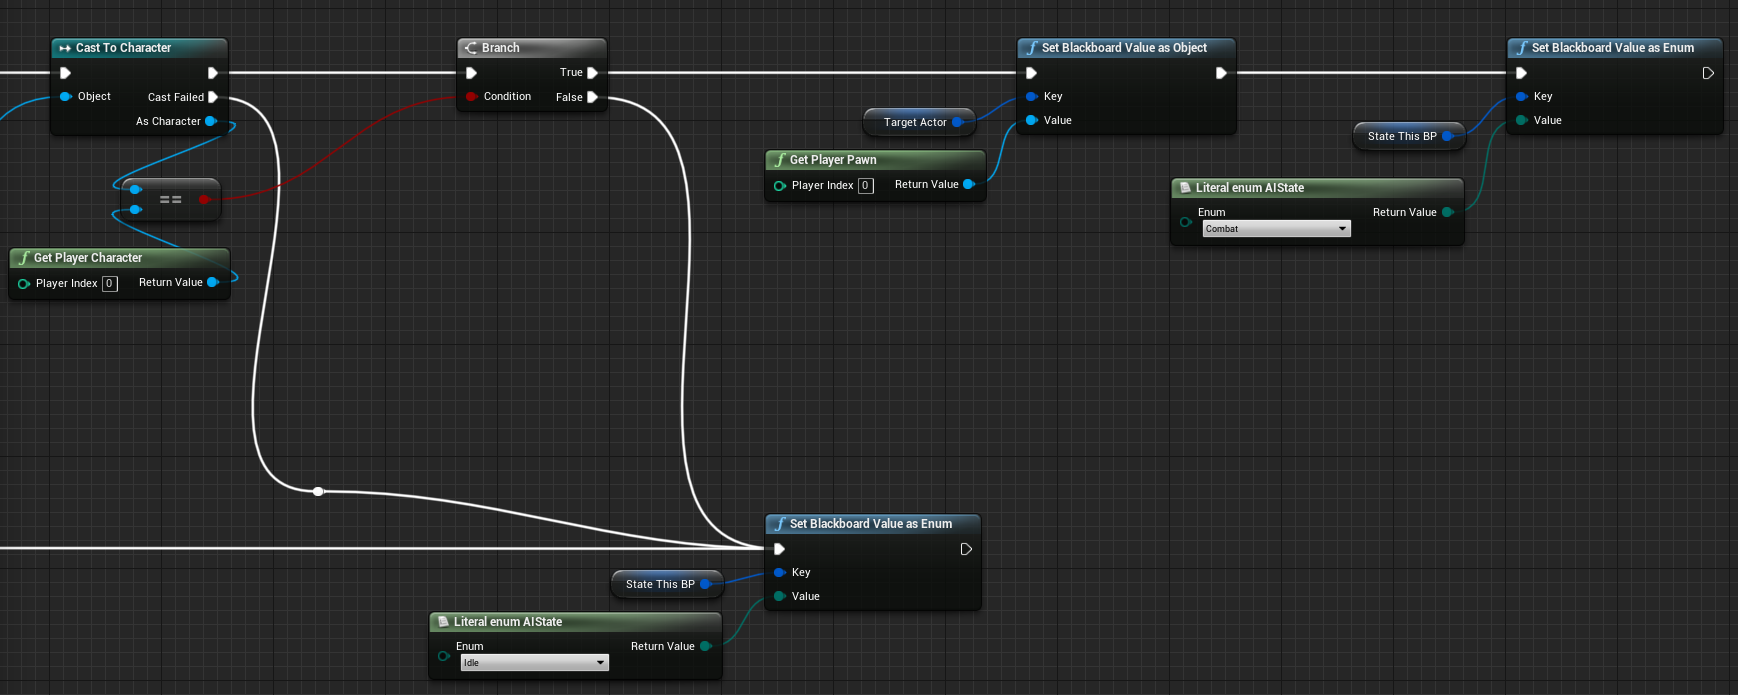 Cast To Character
Object
Cast Failed
As Character
==
Get Player Character
Player Index 0
Return Value
Branch
True
Condition
False
Target Actor
Get Player Pawn
Player Index 0
Return Value
Set Blackboard Value as Object
Key
Value
State This BP
Literal enum AIState
Enum
Return Value
Combat
Set Blackboard Value as Enum
Key
Value
State This BP
Literal enum AIState
Enum
Return Value
Idle
Set Blackboard Value as Enum
Key
Value